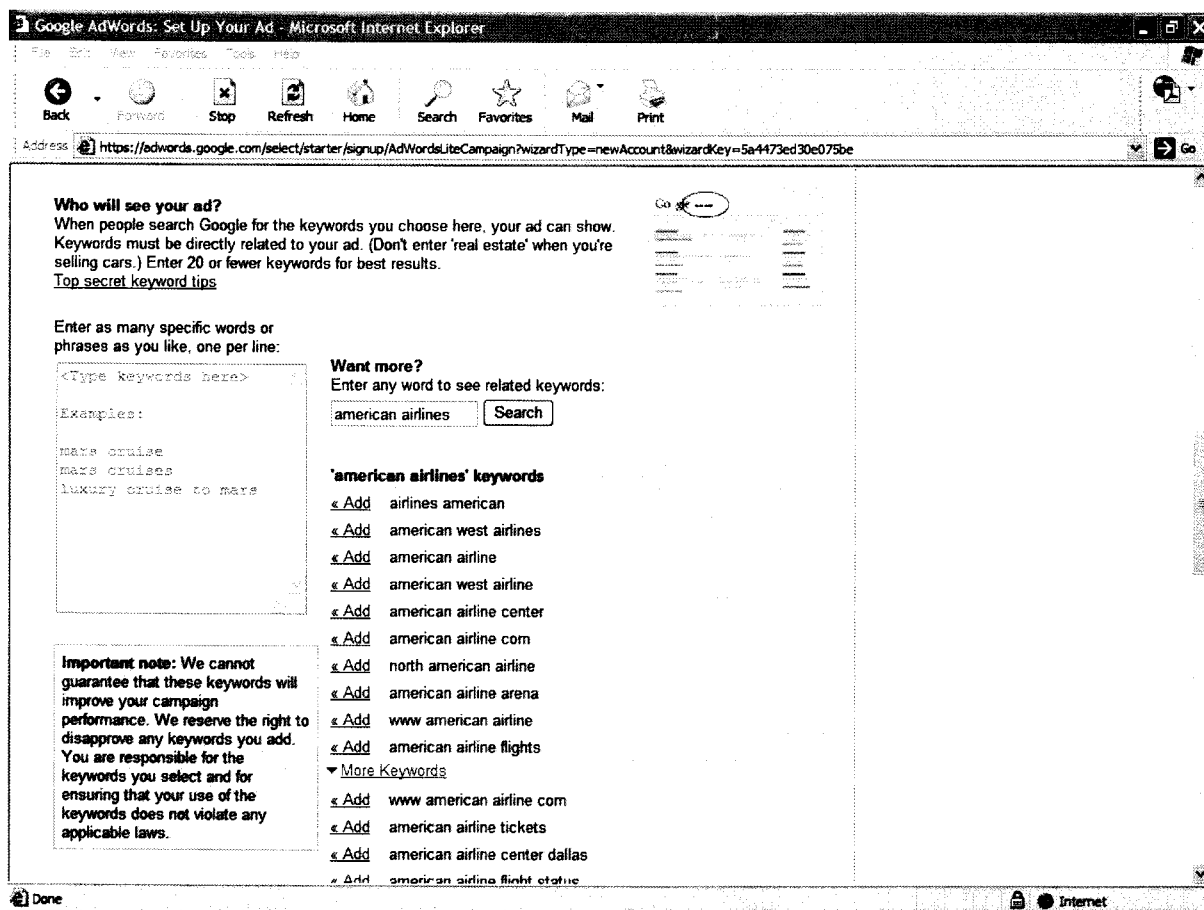 Google AdWords: Set Up Your Ad - Microsoft Internet Explorer
File Edit View Favorites Tools Help
Back Forward Stop Refresh Home Search Favorites Mail Print
Address https://adwords.google.com/select/starter/signup/AdWordsLiteCampaign?wizardType=newAccount&wizardKey=5a4473ed30e075be Go
Who will see your ad?
When people search Google for the keywords you choose here, your ad can show.
Keywords must be directly related to your ad. (Don't enter 'real estate' when you're
selling cars.) Enter 20 or fewer keywords for best results.
Top secret keyword tips
Enter as many specific words or
phrases as you like, one per line:
<Type keywords here>
Examples:
mars cruise
mars cruises
luxury cruise to mars
Important note: We cannot
guarantee that these keywords will
improve your campaign
performance. We reserve the right to
disapprove any keywords you add.
You are responsible for the
keywords you select and for
ensuring that your use of the
keywords does not violate any
applicable laws.
Want more?
Enter any word to see related keywords:
american airlines Search
'american airlines' keywords
« Add airlines american
« Add american west airlines
« Add american airline
« Add american west airline
« Add american airline center
« Add american airline com
« Add north american airline
« Add american airline arena
« Add www american airline
« Add american airline flights
▼More Keywords
« Add www american airline com
« Add american airline tickets
« Add american airline center dallas
« Add american airline flight status
Done Internet